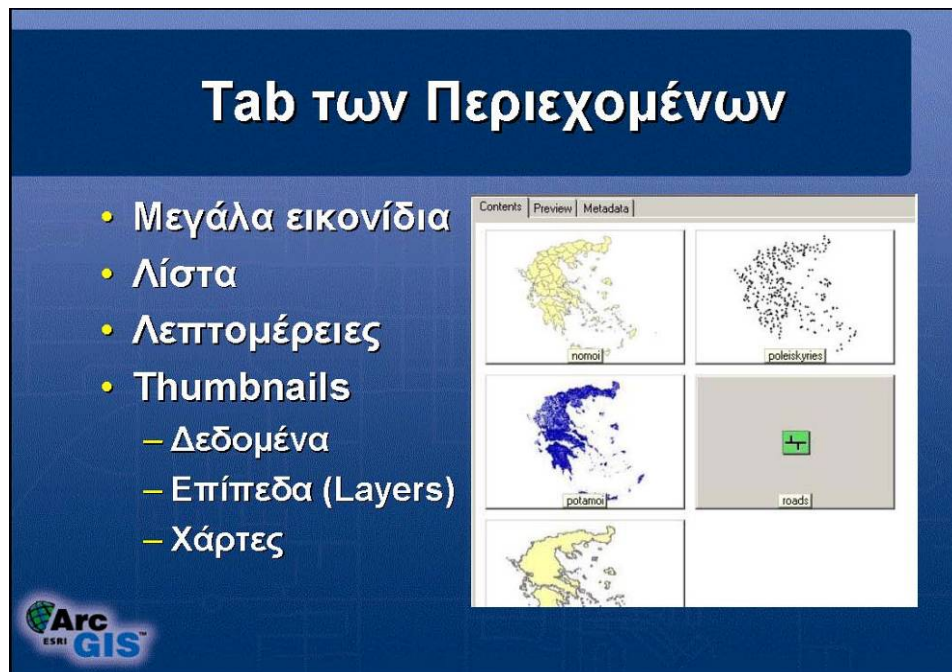 Tab των Περιεχομένων
• Μεγάλα εικονίδια
• Λίστα
• Λεπτομέρειες
• Thumbnails
– Δεδομένα
– Επίπεδα (Layers)
– Χάρτες
Contents Preview Metadata
nomoi
poleiskyries
potamoi
roads
Arc
ESRI GIS™